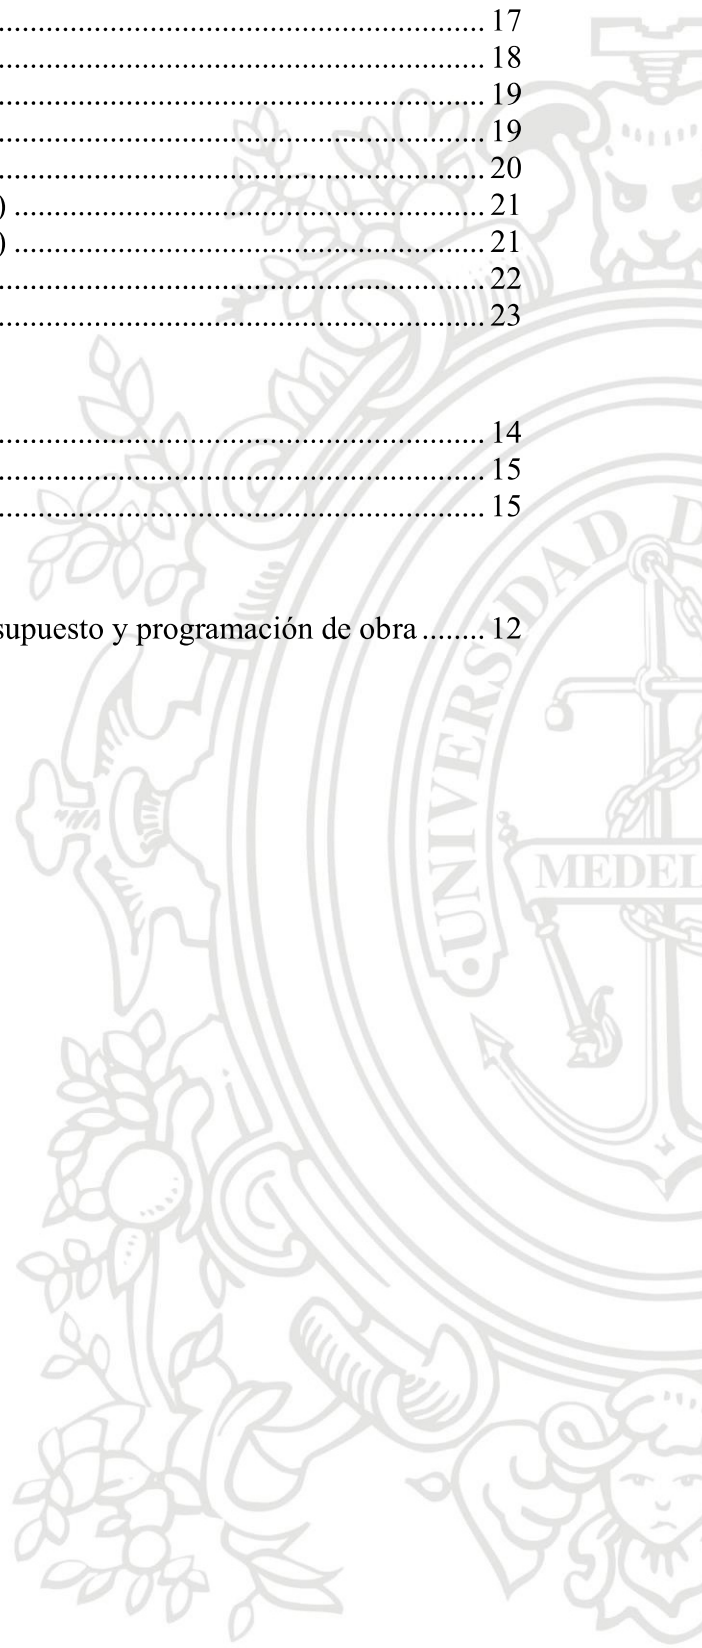 ........ 17
........ 18
........ 19
........ 19
........ 20
) ........ 21
) ........ 21
........ 22
........ 23
........ 14
........ 15
........ 15
supuesto y programación de obra ........ 12
UNIVERSIDAD D
MEDEL